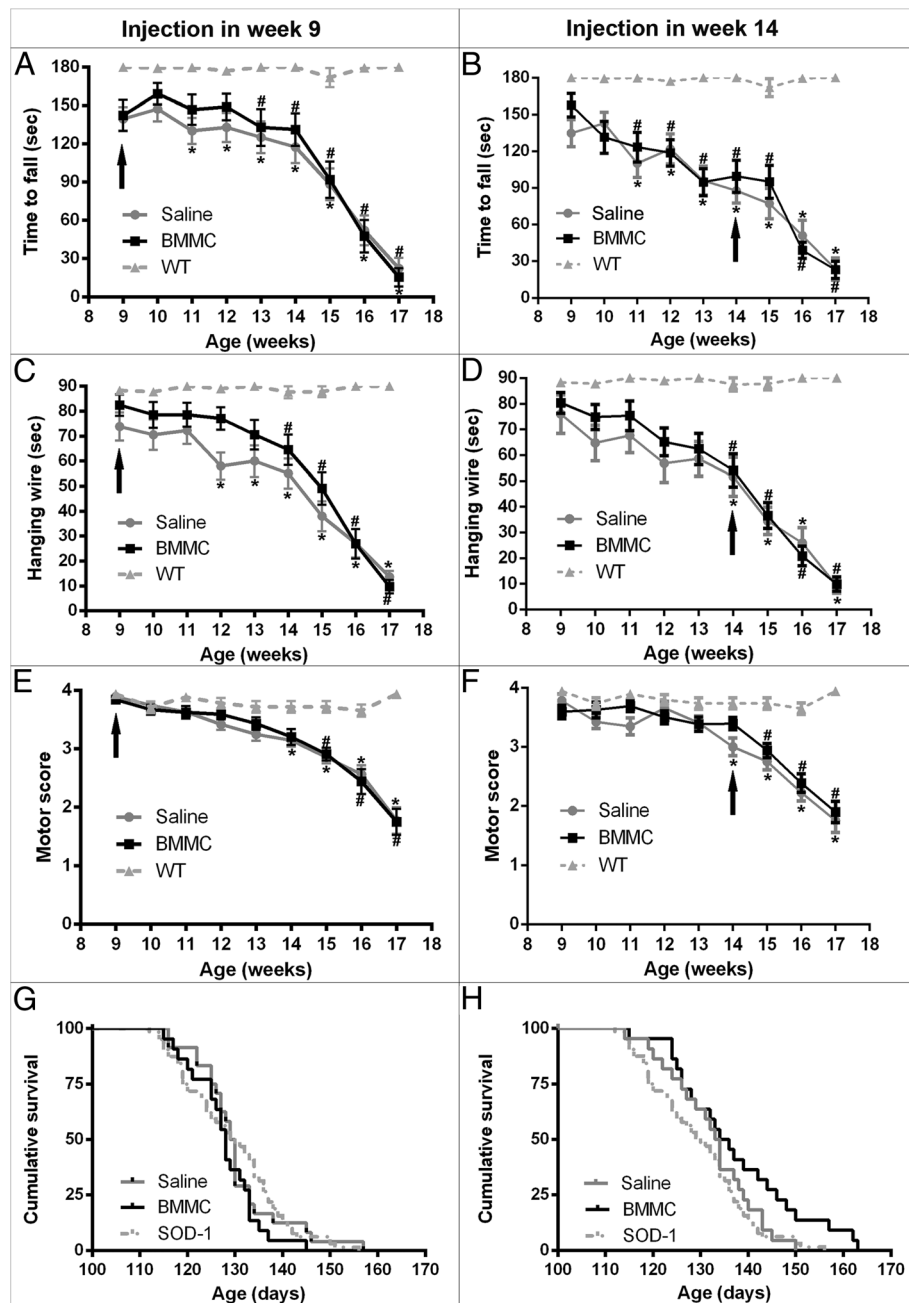 Injection in week 9
Injection in week 14
A
180
150
120
90
60
30
0
Time to fall (sec)
# # # # #
* * * * * * *
Saline
BMMC
WT
8 9 10 11 12 13 14 15 16 17 18
Age (weeks)
B
180
150
120
90
60
30
0
Time to fall (sec)
# # # # # # #
* * * * * * *
Saline
BMMC
WT
8 9 10 11 12 13 14 15 16 17 18
Age (weeks)
C
90
80
70
60
50
40
30
20
10
0
Hanging wire (sec)
# # # #
* * * * * *
Saline
BMMC
WT
8 9 10 11 12 13 14 15 16 17 18
Age (weeks)
D
90
80
70
60
50
40
30
20
10
0
Hanging wire (sec)
# # # #
* * * *
Saline
BMMC
WT
8 9 10 11 12 13 14 15 16 17 18
Age (weeks)
E
4
3
2
1
0
Motor score
# # #
* * * *
Saline
BMMC
WT
8 9 10 11 12 13 14 15 16 17 18
Age (weeks)
F
4
3
2
1
0
Motor score
# # #
* * * *
Saline
BMMC
WT
8 9 10 11 12 13 14 15 16 17 18
Age (weeks)
G
100
75
50
25
0
Cumulative survival
Saline
BMMC
SOD-1
100 110 120 130 140 150 160 170
Age (days)
H
100
75
50
25
0
Cumulative survival
Saline
BMMC
SOD-1
100 110 120 130 140 150 160 170
Age (days)